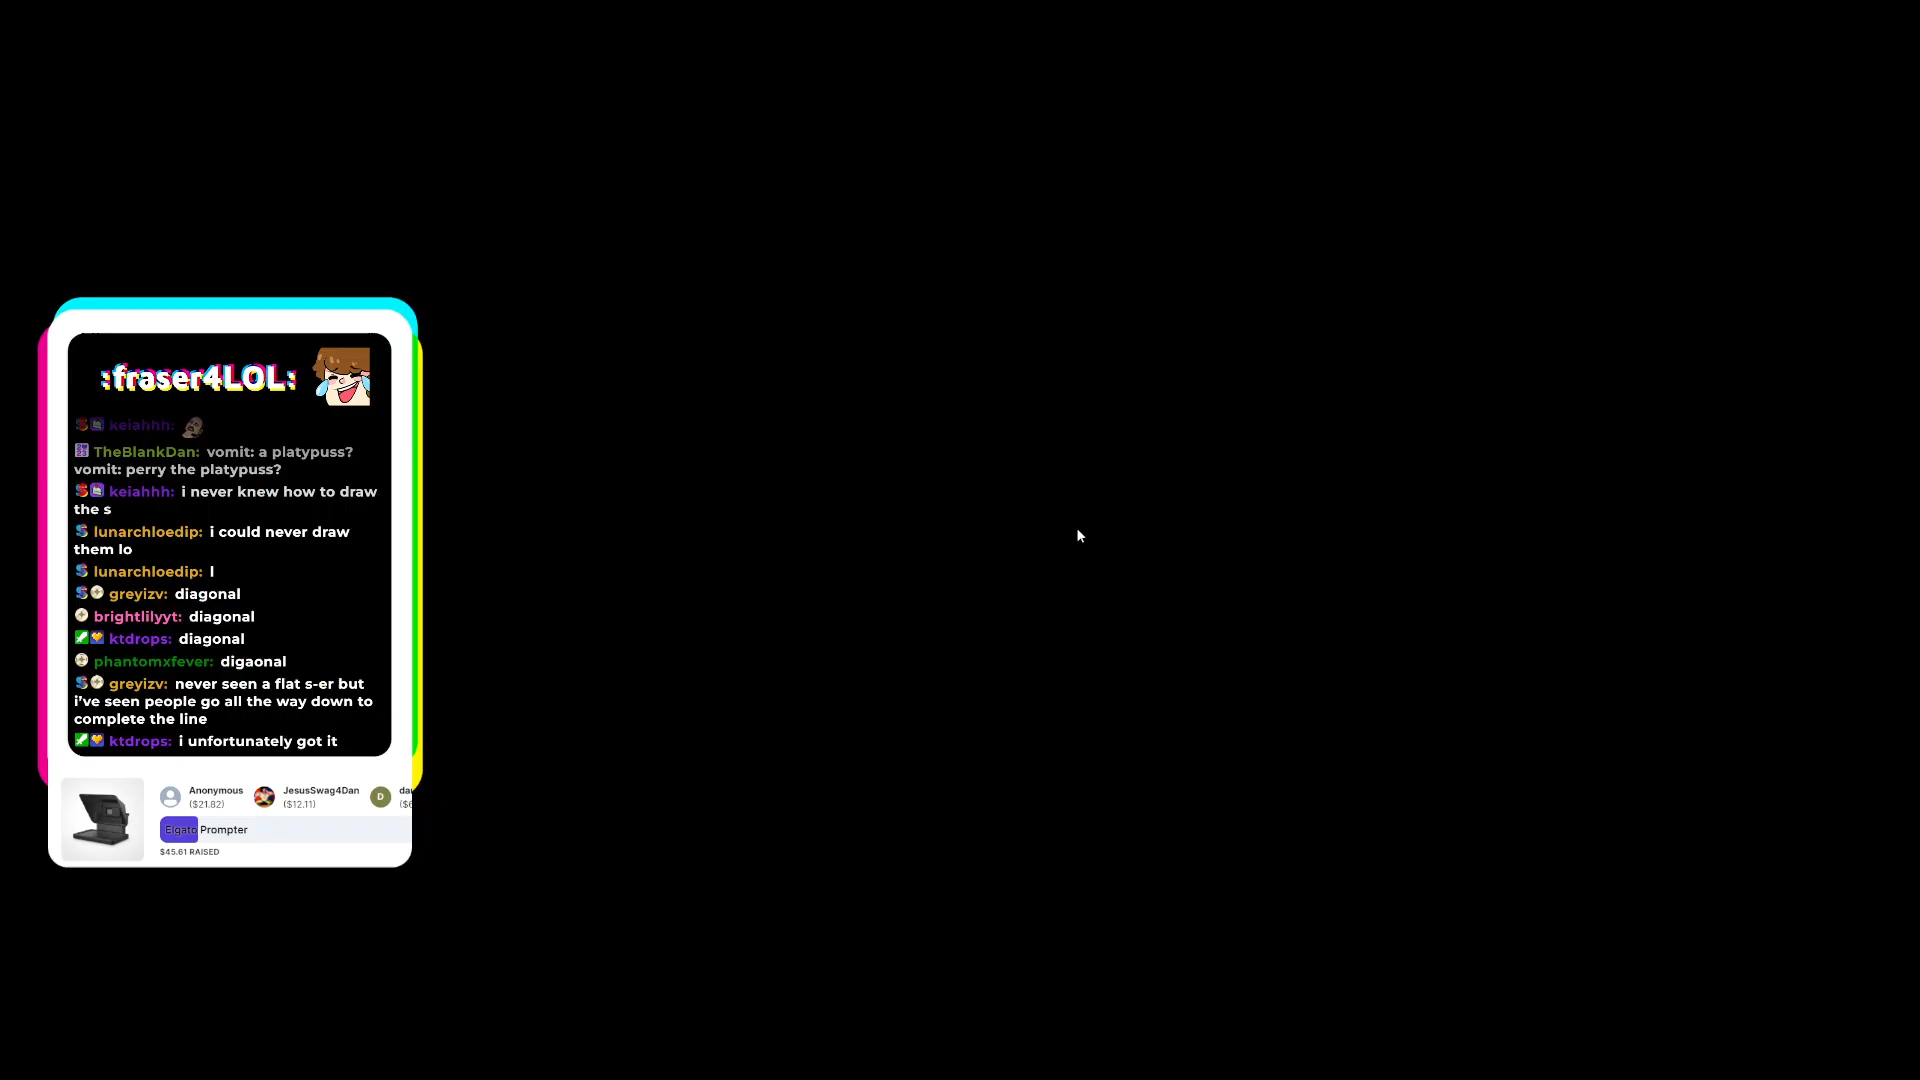 :fraser4LOL:
keiahhh:
TheBlankDan: vomit: a platypuss?
vomit: perry the platypuss?
keiahhh: i never knew how to draw
the s
lunarchloedip: i could never draw
them lo
lunarchloedip: l
greyizv: diagonal
brightlilyyt: diagonal
ktdrops: diagonal
phantomxfever: digaonal
greyizv: never seen a flat s-er but
i've seen people go all the way down to
complete the line
ktdrops: i unfortunately got it
Anonymous JesusSwag4Dan
($21.82) ($12.11) D
Elgato Prompter
$45.61 RAISED